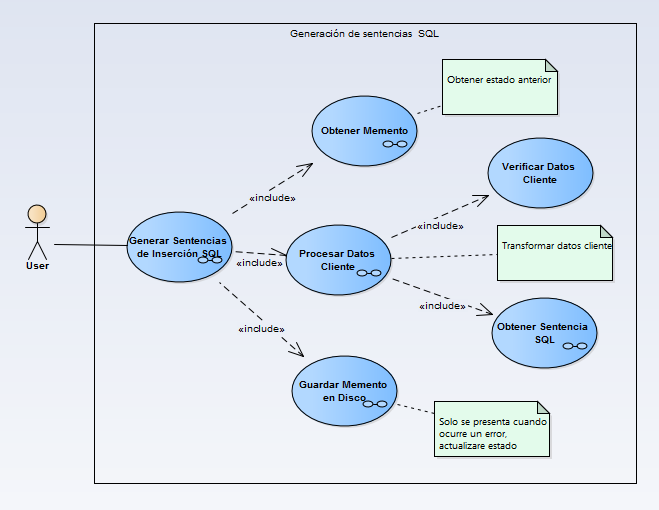 Generación de sentencias SQL
Obtener estado anterior
Obtener Memento
Verificar Datos
Cliente
«include»
«include»
User
Generar Sentencias
de Inserción SQL
«include»
Procesar Datos
Cliente
Transformar datos cliente
«include»
Obtener Sentencia
SQL
«include»
Guardar Memento
en Disco
Solo se presenta cuando
ocurre un error,
actualizare estado